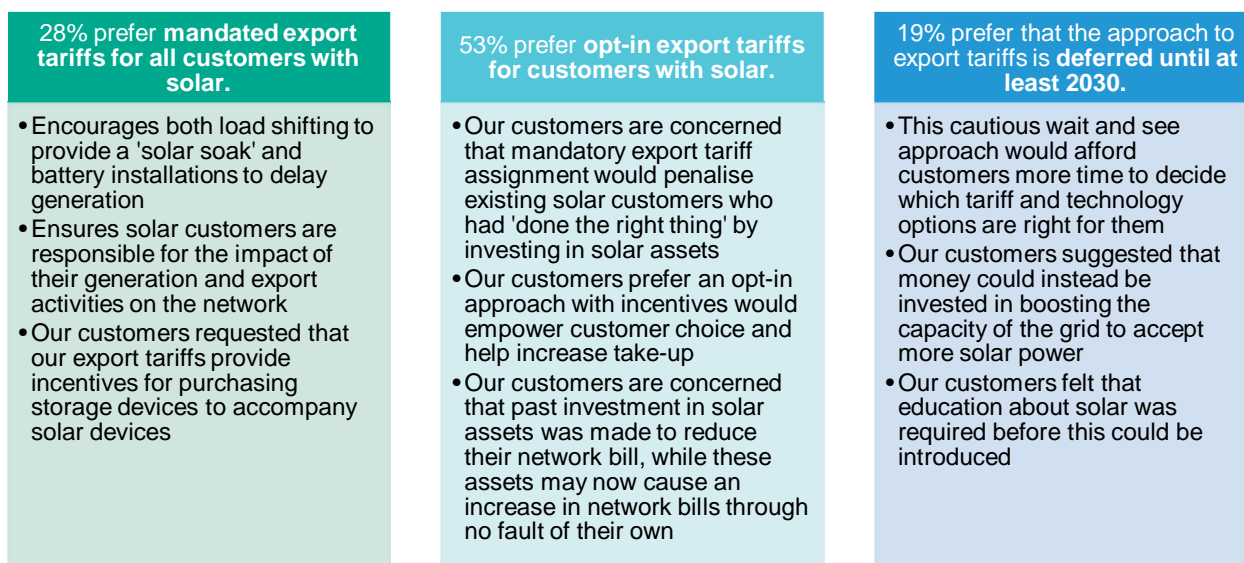 28% prefer mandated export
tariffs for all customers with
solar.
•Encourages both load shifting to
provide a 'solar soak' and
battery installations to delay
generation
•Ensures solar customers are
responsible for the impact of
their generation and export
activities on the network
•Our customers requested that
our export tariffs provide
incentives for purchasing
storage devices to accompany
solar devices
53% prefer opt-in export tariffs
for customers with solar.
•Our customers are concerned
that mandatory export tariff
assignment would penalise
existing solar customers who
had 'done the right thing' by
investing in solar assets
•Our customers prefer an opt-in
approach with incentives would
empower customer choice and
help increase take-up
•Our customers are concerned
that past investment in solar
assets was made to reduce
their network bill, while these
assets may now cause an
increase in network bills through
no fault of their own
19% prefer that the approach to
export tariffs is deferred until at
least 2030.
•This cautious wait and see
approach would afford
customers more time to decide
which tariff and technology
options are right for them
•Our customers suggested that
money could instead be
invested in boosting the
capacity of the grid to accept
more solar power
•Our customers felt that
education about solar was
required before this could be
introduced